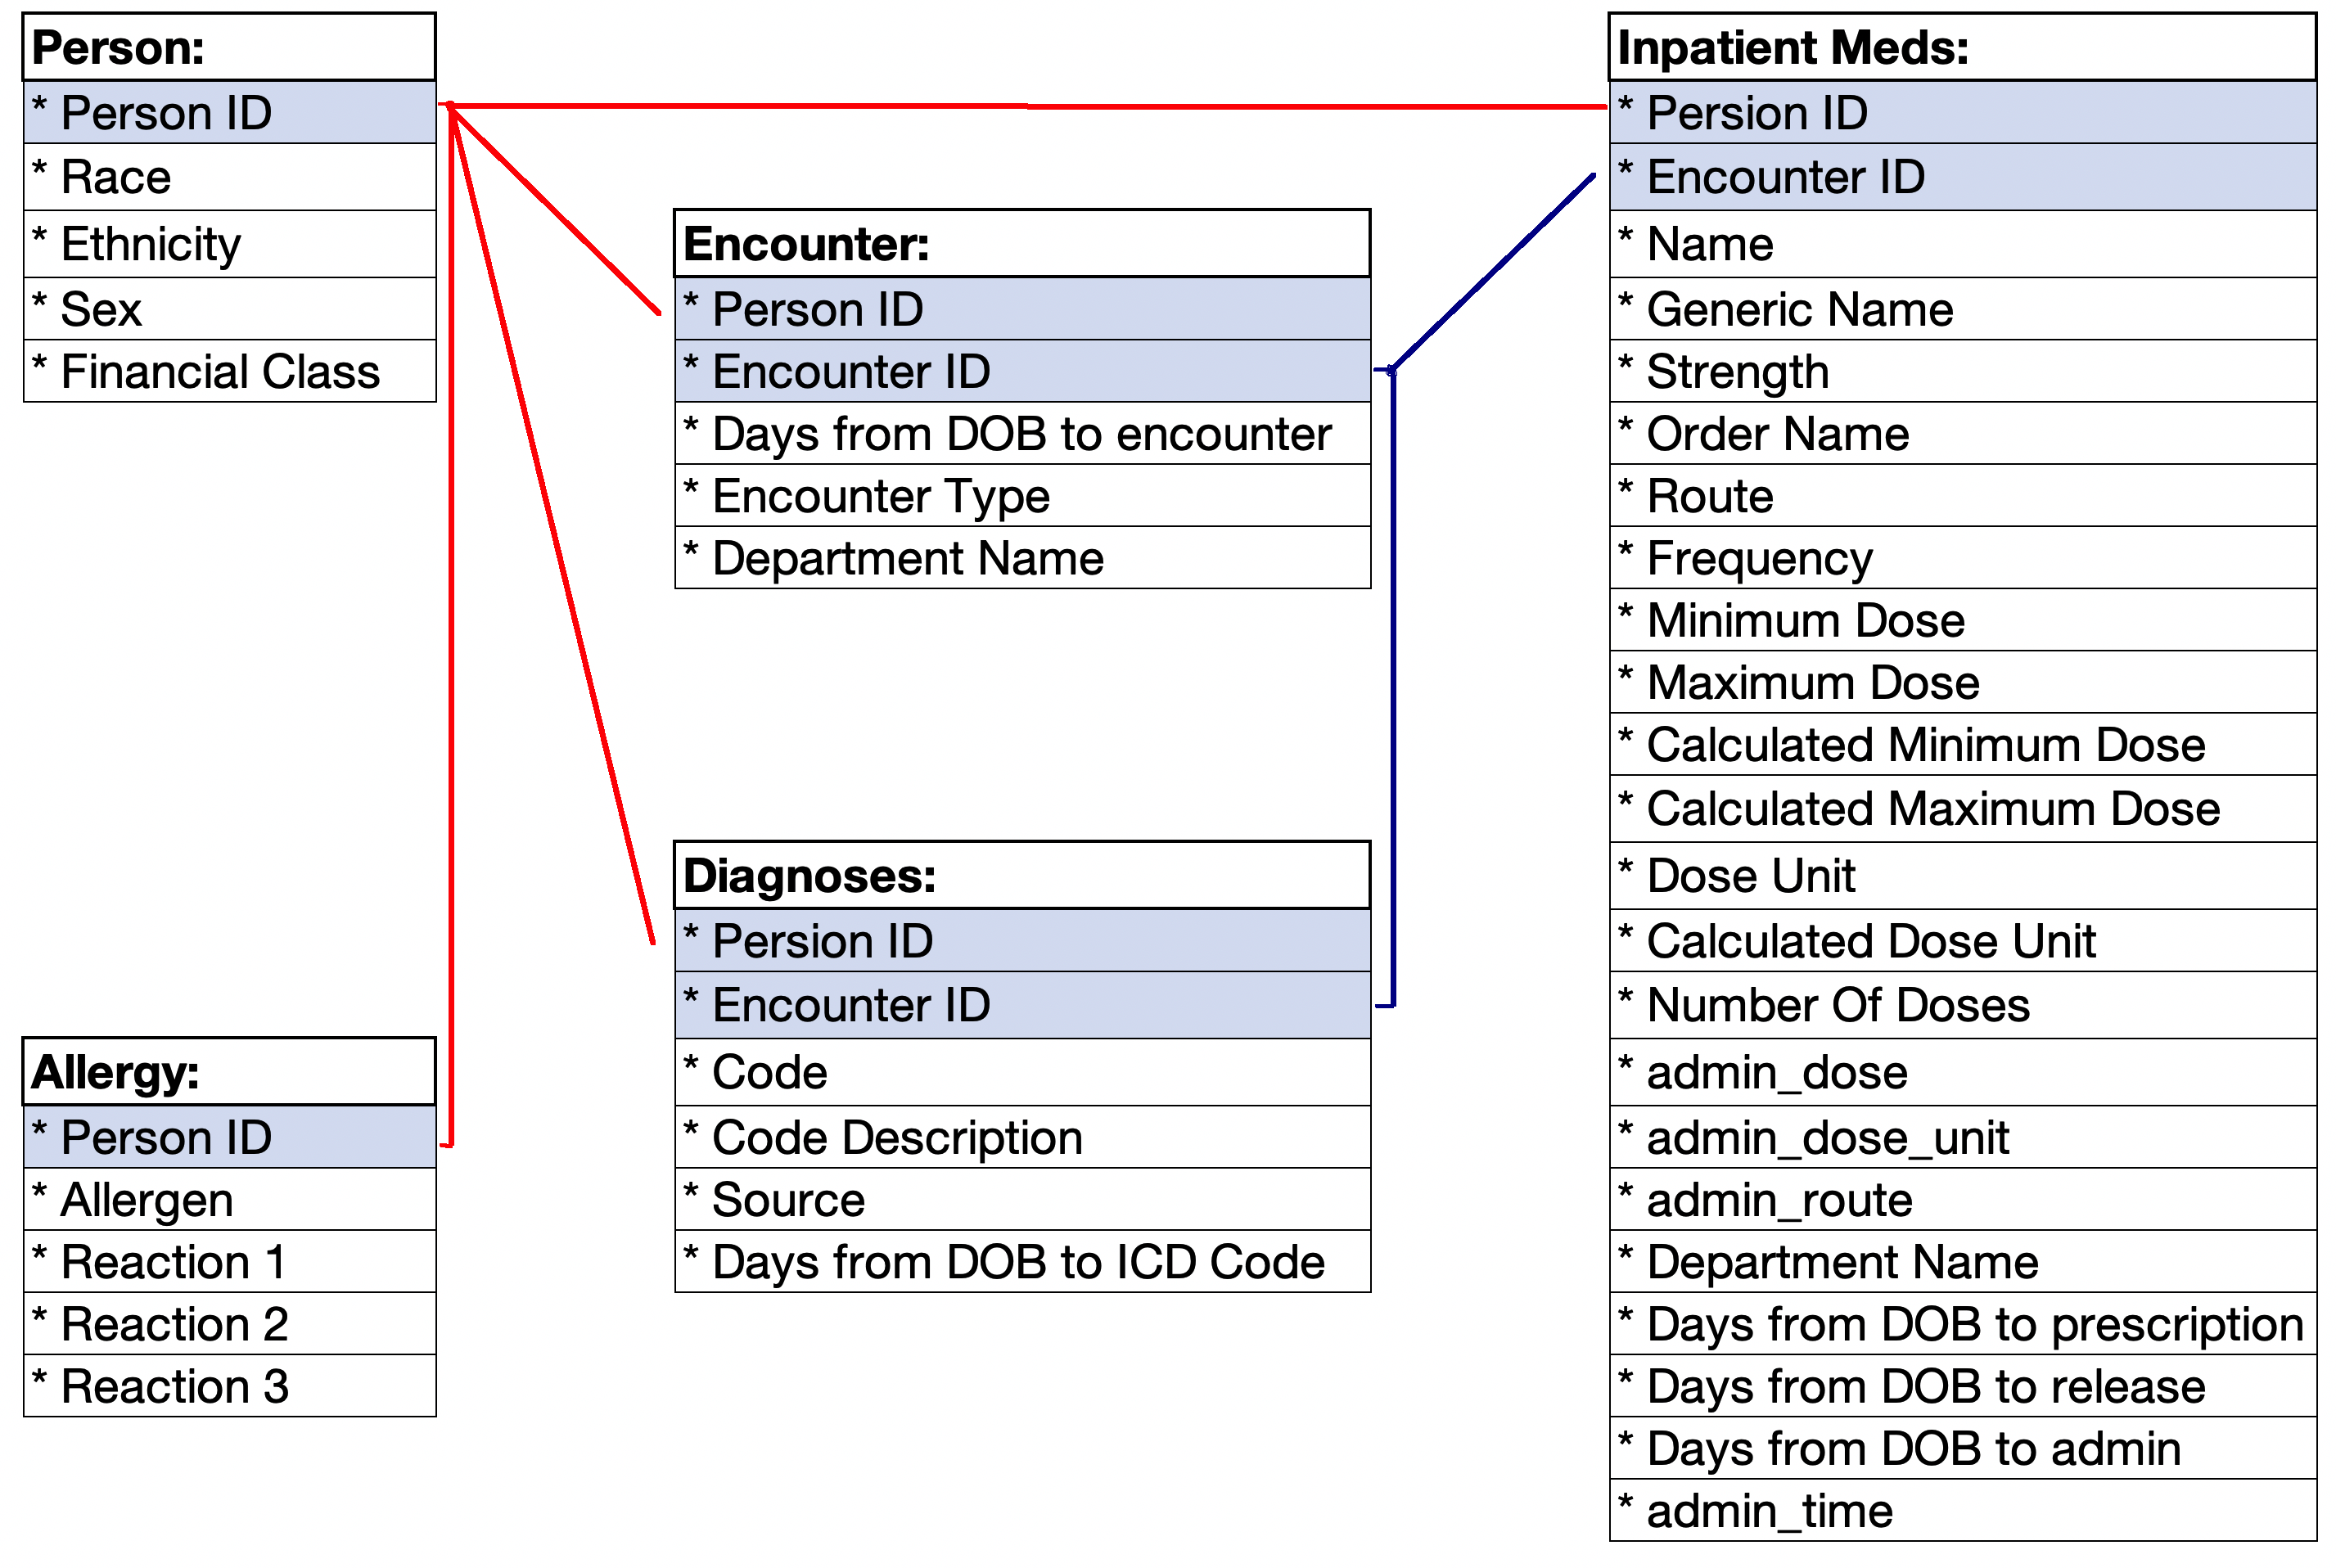 Person:
* Person ID
* Race
* Ethnicity
* Sex
* Financial Class
Encounter:
* Person ID
* Encounter ID
* Days from DOB to encounter
* Encounter Type
* Department Name
Diagnoses:
* Persion ID
* Encounter ID
* Code
* Code Description
* Source
* Days from DOB to ICD Code
Allergy:
* Person ID
* Allergen
* Reaction 1
* Reaction 2
* Reaction 3
Inpatient Meds:
* Persion ID
* Encounter ID
* Name
* Generic Name
* Strength
* Order Name
* Route
* Frequency
* Minimum Dose
* Maximum Dose
* Calculated Minimum Dose
* Calculated Maximum Dose
* Dose Unit
* Calculated Dose Unit
* Number Of Doses
* admin_dose
* admin_dose_unit
* admin_route
* Department Name
* Days from DOB to prescription
* Days from DOB to release
* Days from DOB to admin
* admin_time